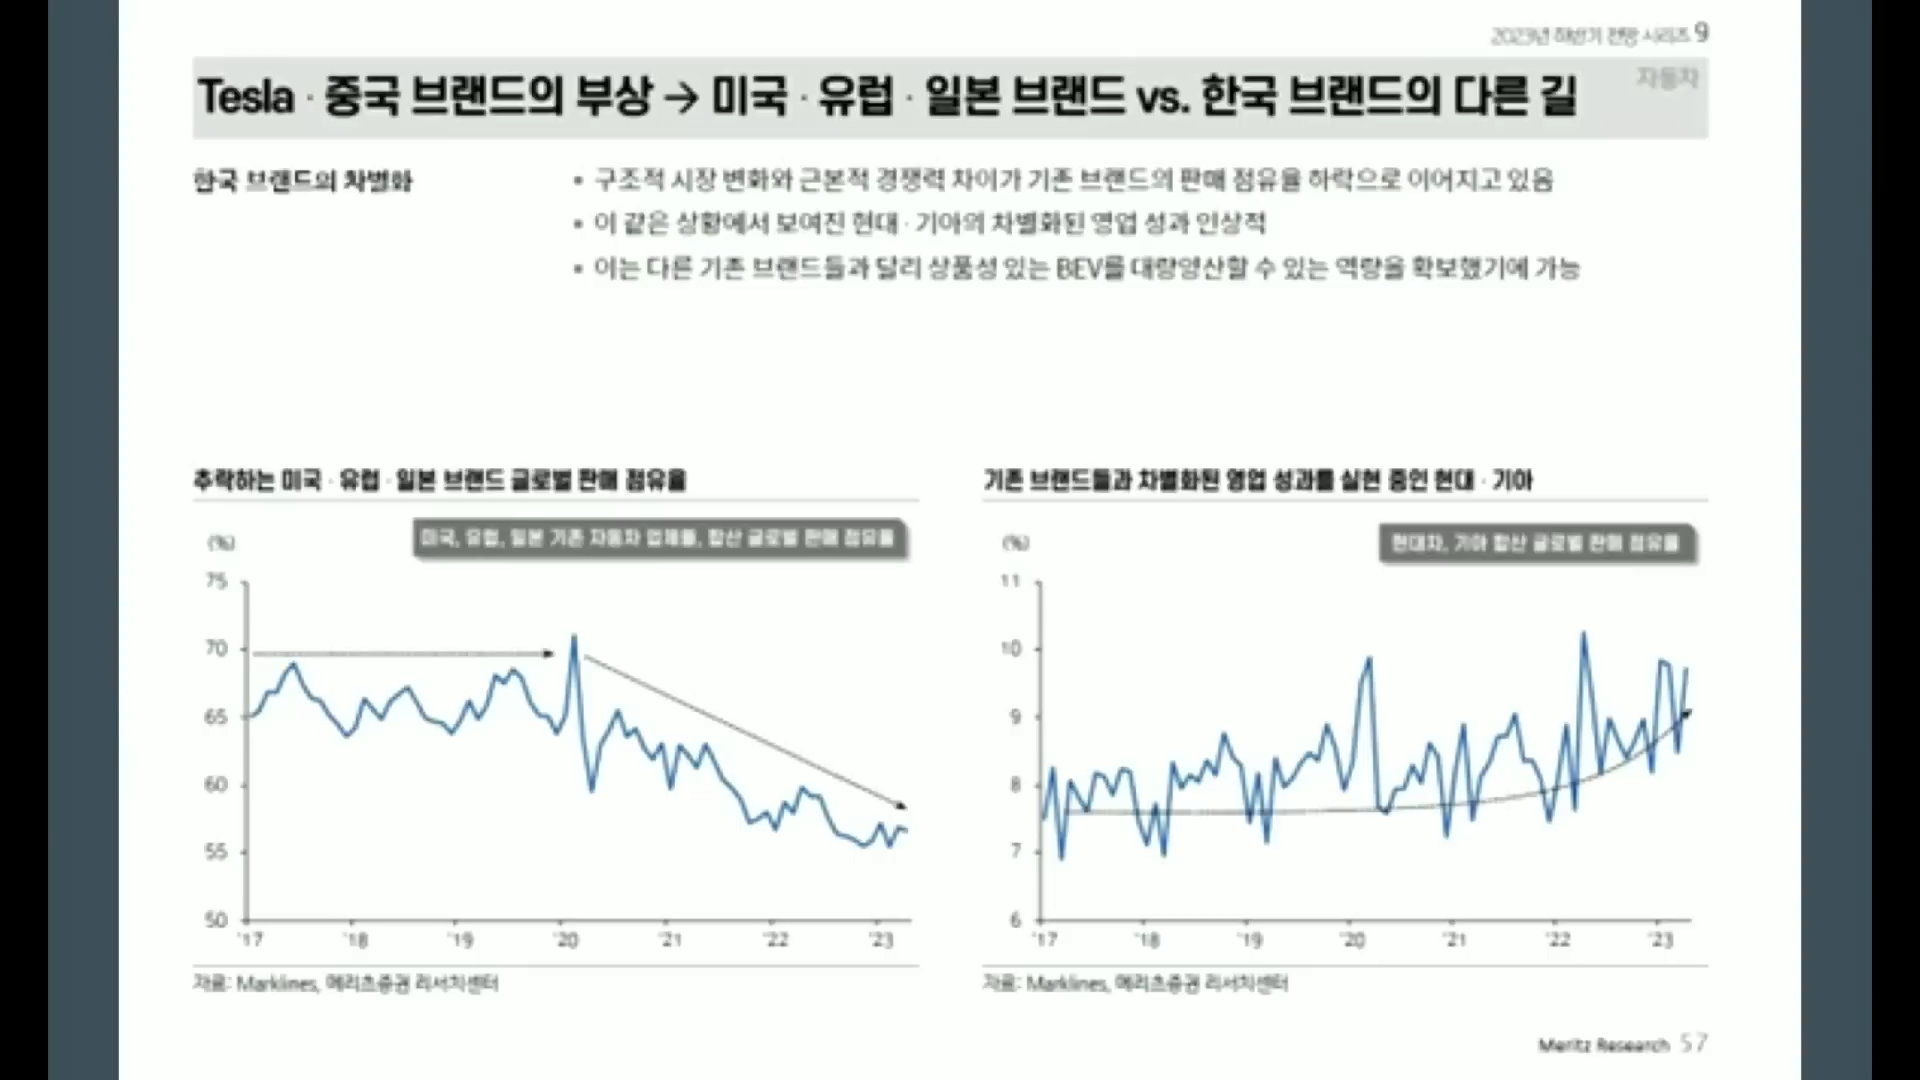 2023년 하반기 전망 시리즈 9
자동차
Tesla · 중국 브랜드의 부상 → 미국 · 유럽 · 일본 브랜드 vs. 한국 브랜드의 다른 길
한국 브랜드의 차별화
▪ 구조적 시장 변화와 근본적 경쟁력 차이가 기존 브랜드의 판매 점유율 하락으로 이어지고 있음
▪ 이 같은 상황에서 보여진 현대 · 기아의 차별화된 영업 성과 인상적
▪ 이는 다른 기존 브랜드들과 달리 상품성 있는 BEV를 대량양산할 수 있는 역량을 확보했기에 가능
추락하는 미국 · 유럽 · 일본 브랜드 글로벌 판매 점유율
(%)
미국, 유럽, 일본 기존 자동차 업체들, 합산 글로벌 판매 점유율
75
70
65
60
55
50
'17 '18 '19 '20 '21 '22 '23
자료: Marklines, 메리츠증권 리서치센터
기존 브랜드들과 차별화된 영업 성과를 실현 중인 현대 · 기아
(%)
현대차, 기아 합산 글로벌 판매 점유율
11
10
9
8
7
6
'17 '18 '19 '20 '21 '22 '23
자료: Marklines, 메리츠증권 리서치센터
Meritz Research 57